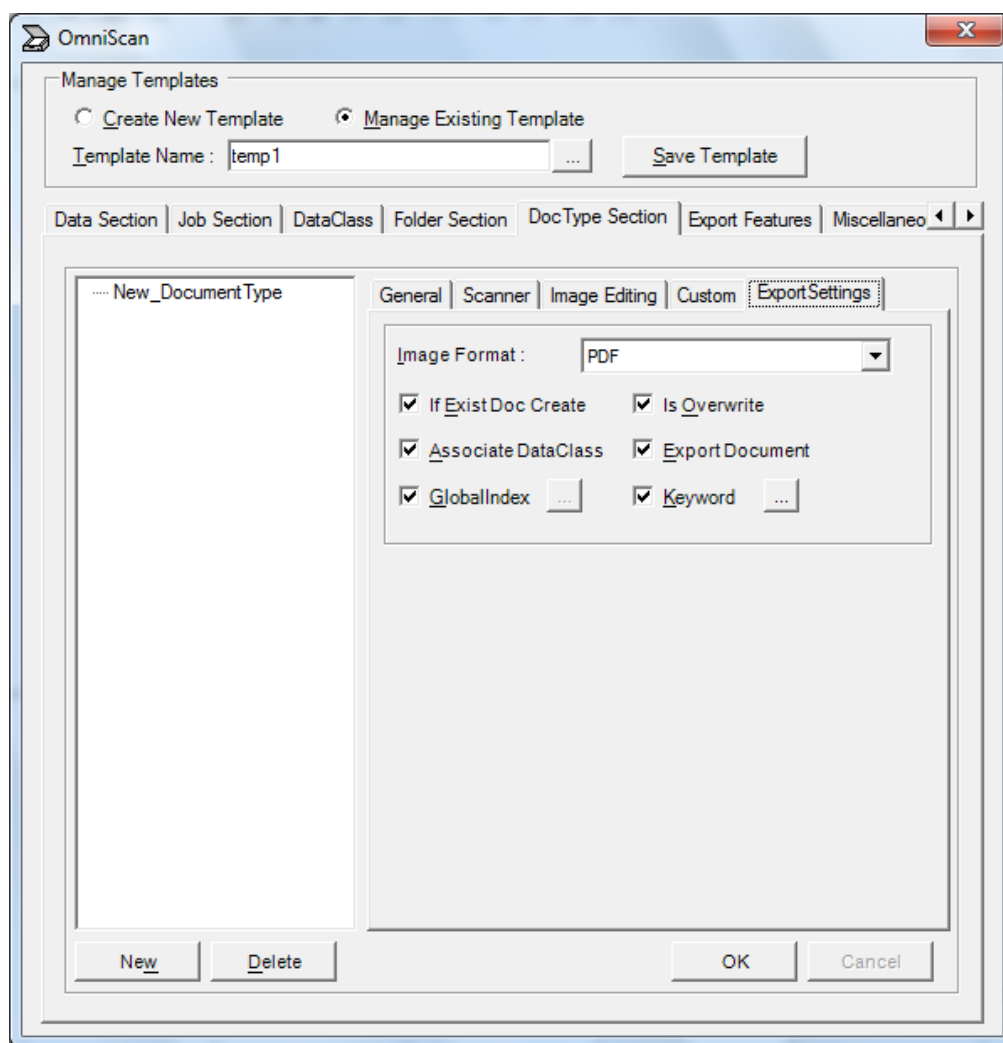 OmniScan
Manage Templates
Create New Template Manage Existing Template
Template Name : temp1 ... Save Template
Data Section Job Section DataClass Folder Section DocType Section Export Features Miscellaneo
New_DocumentType
General Scanner Image Editing Custom ExportSettings
Image Format : PDF
If Exist Doc Create Is Overwrite
Associate DataClass Export Document
GlobalIndex ... Keyword ...
New Delete OK Cancel